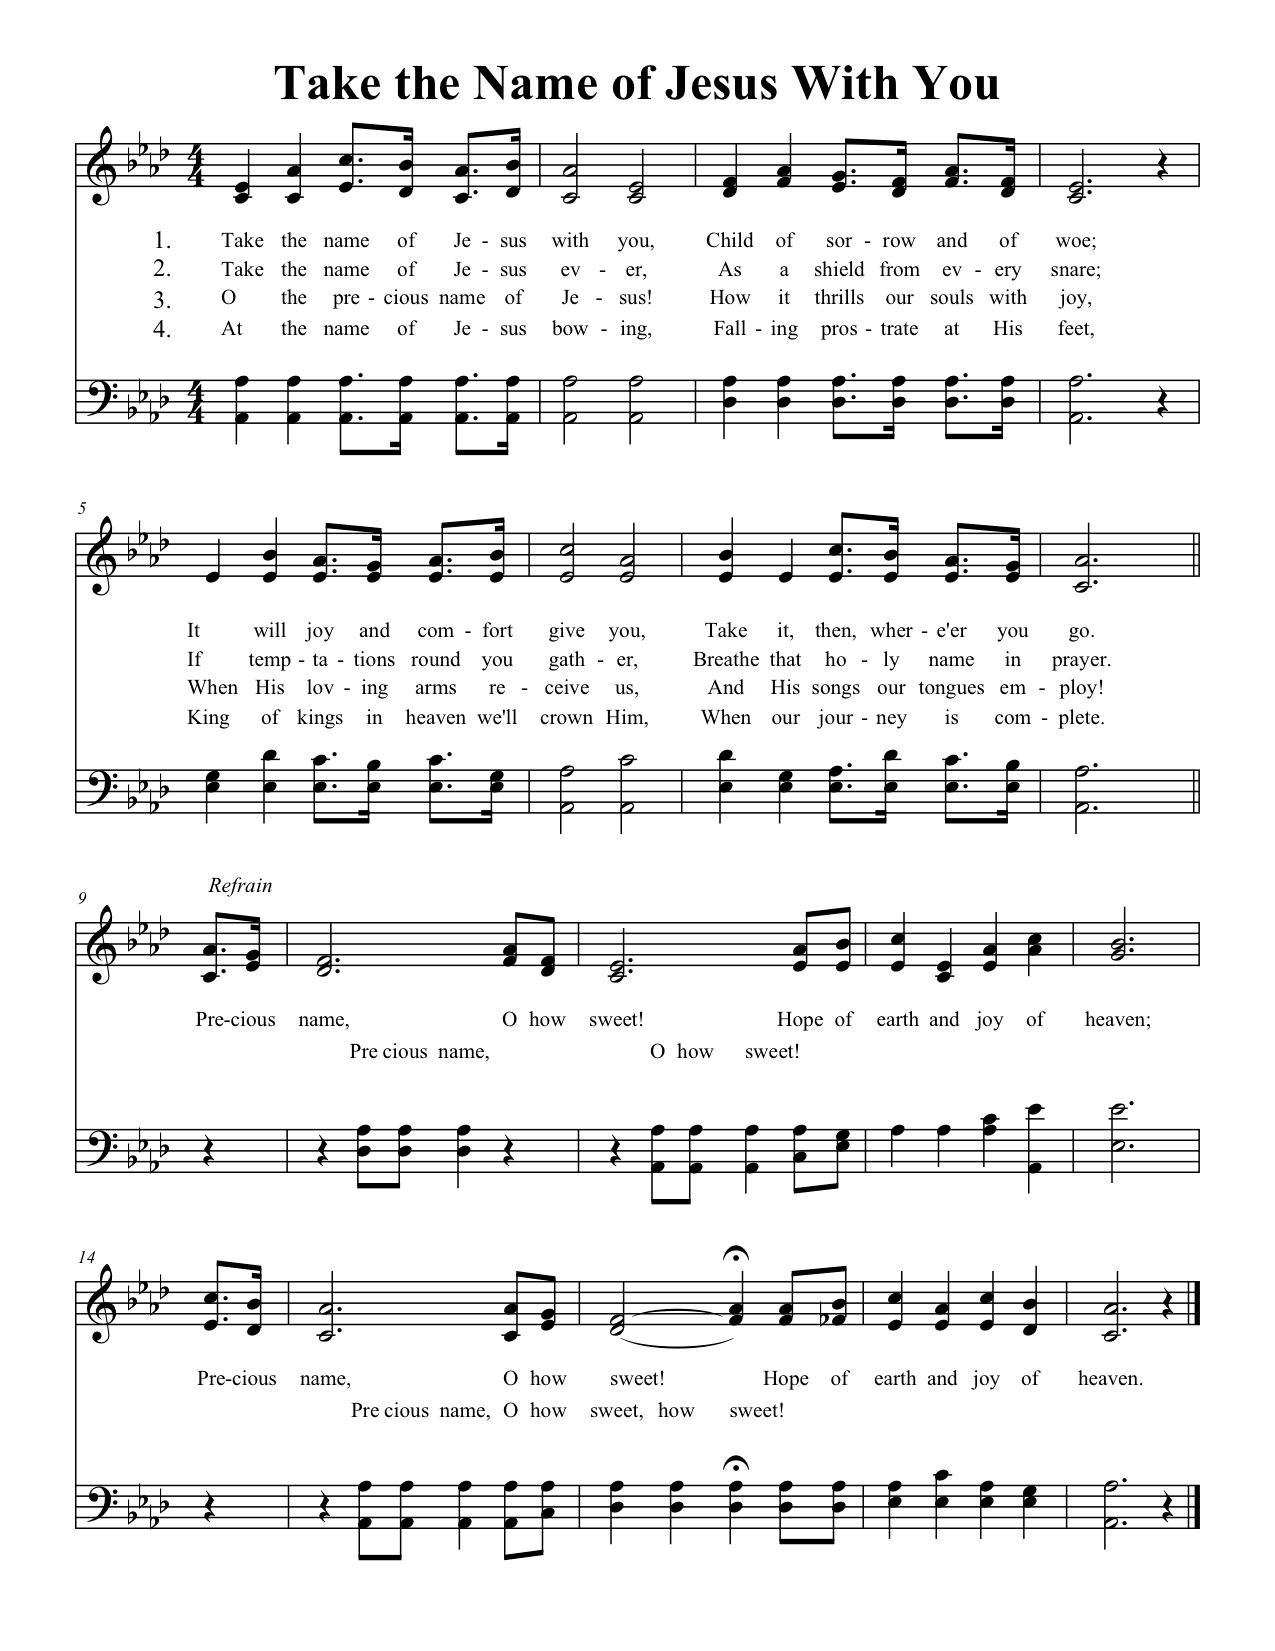 Take the Name of Jesus With You
4
4
1. Take the name of Je - sus with you, Child of sor - row and of woe;
2. Take the name of Je - sus ev - er, As a shield from ev - ery snare;
3. O the pre - cious name of Je - sus! How it thrills our souls with joy,
4. At the name of Je - sus bow - ing, Fall - ing pros - trate at His feet,
4
4
5
It will joy and com - fort give you, Take it, then, wher - e'er you go.
If temp - ta - tions round you gath - er, Breathe that ho - ly name in prayer.
When His lov - ing arms re - ceive us, And His songs our tongues em - ploy!
King of kings in heaven we'll crown Him, When our jour - ney is com - plete.
Refrain
9
Pre-cious name, O how sweet! Hope of earth and joy of heaven;
Pre cious name, O how sweet!
14
Pre-cious name, O how sweet! Hope of earth and joy of heaven.
Pre cious name, O how sweet, how sweet!